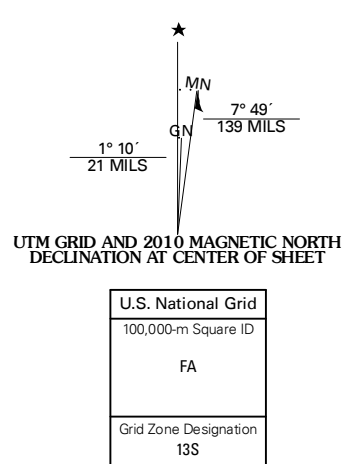 ★
MN
7° 49´
139 MILS
GN
1° 10´
21 MILS
UTM GRID AND 2010 MAGNETIC NORTH
DECLINATION AT CENTER OF SHEET
U.S. National Grid
100,000-m Square ID
FA
Grid Zone Designation
13S